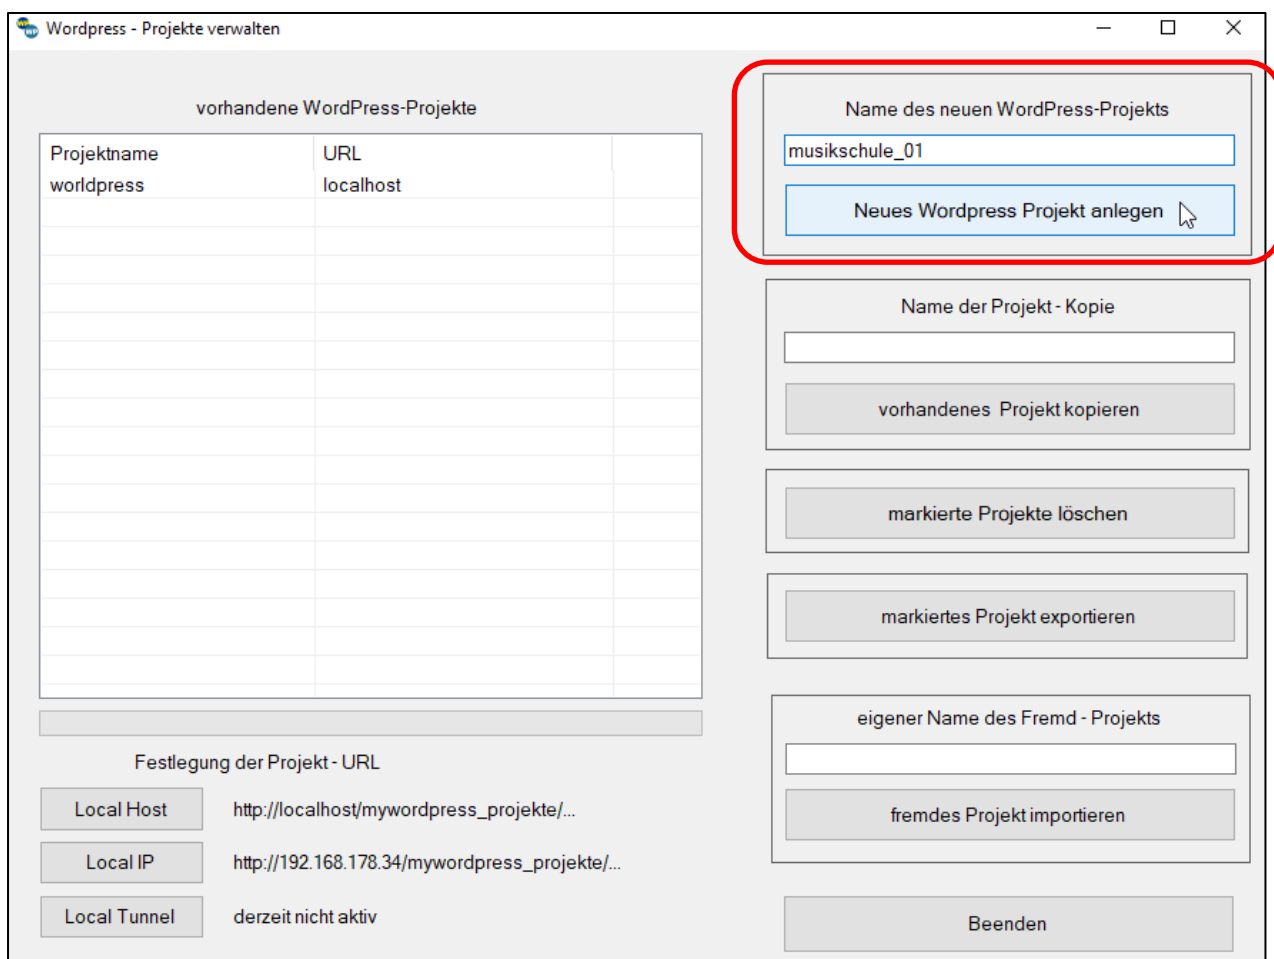 Wordpress - Projekte verwalten
vorhandene WordPress-Projekte
Projektname URL
worldpress localhost
Festlegung der Projekt - URL
Local Host http://localhost/mywordpress_projekte/...
Local IP http://192.168.178.34/mywordpress_projekte/...
Local Tunnel derzeit nicht aktiv
Name des neuen WordPress-Projekts
musikschule_01
Neues Wordpress Projekt anlegen
Name der Projekt - Kopie
vorhandenes Projekt kopieren
markierte Projekte löschen
markiertes Projekt exportieren
eigener Name des Fremd - Projekts
fremdes Projekt importieren
Beenden